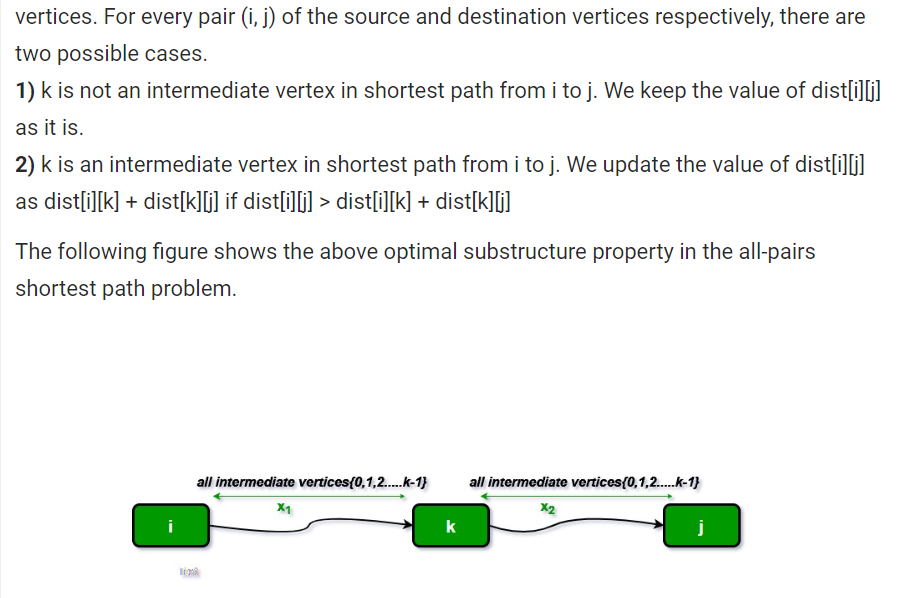 vertices. For every pair (i, j) of the source and destination vertices respectively, there are
two possible cases.
1) k is not an intermediate vertex in shortest path from i to j. We keep the value of dist[i][j]
as it is.
2) k is an intermediate vertex in shortest path from i to j. We update the value of dist[i][j]
as dist[i][k] + dist[k][j] if dist[i][j] > dist[i][k] + dist[k][j]
The following figure shows the above optimal substructure property in the all-pairs
shortest path problem.
all intermediate vertices{0,1,2.....k-1}
all intermediate vertices{0,1,2.....k-1}
X1
X2
i
k
j